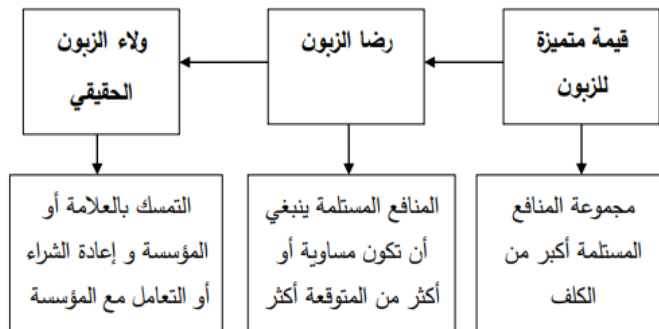 قيمة متميزة
للزبون
رضا الزبون
ولاء الزبون
الحقيقي
مجموعة المنافع
المستلمة أكبر من
الكلف
المنافع المستلمة ينبغي
أن تكون مساوية أو
أكثر من المتوقعة أكثر
التمسك بالعلامة أو
المؤسسة و إعادة الشراء
أو التعامل مع المؤسسة